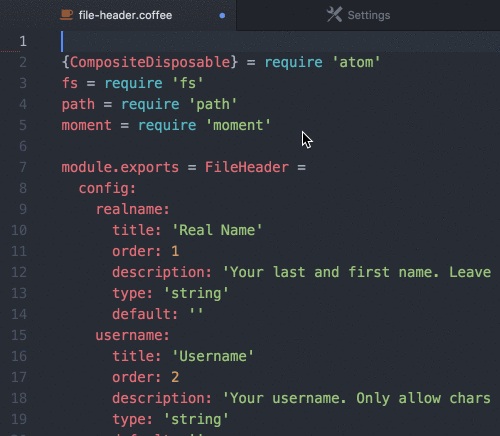 file-header.coffee
Settings
1
2 {CompositeDisposable} = require 'atom'
3 fs = require 'fs'
4 path = require 'path'
5 moment = require 'moment'
6
7 module.exports = FileHeader =
8 config:
9 realname:
10 title: 'Real Name'
11 order: 1
12 description: 'Your last and first name. Leave
13 type: 'string'
14 default: ''
15 username:
16 title: 'Username'
17 order: 2
18 description: 'Your username. Only allow chars
19 type: 'string'